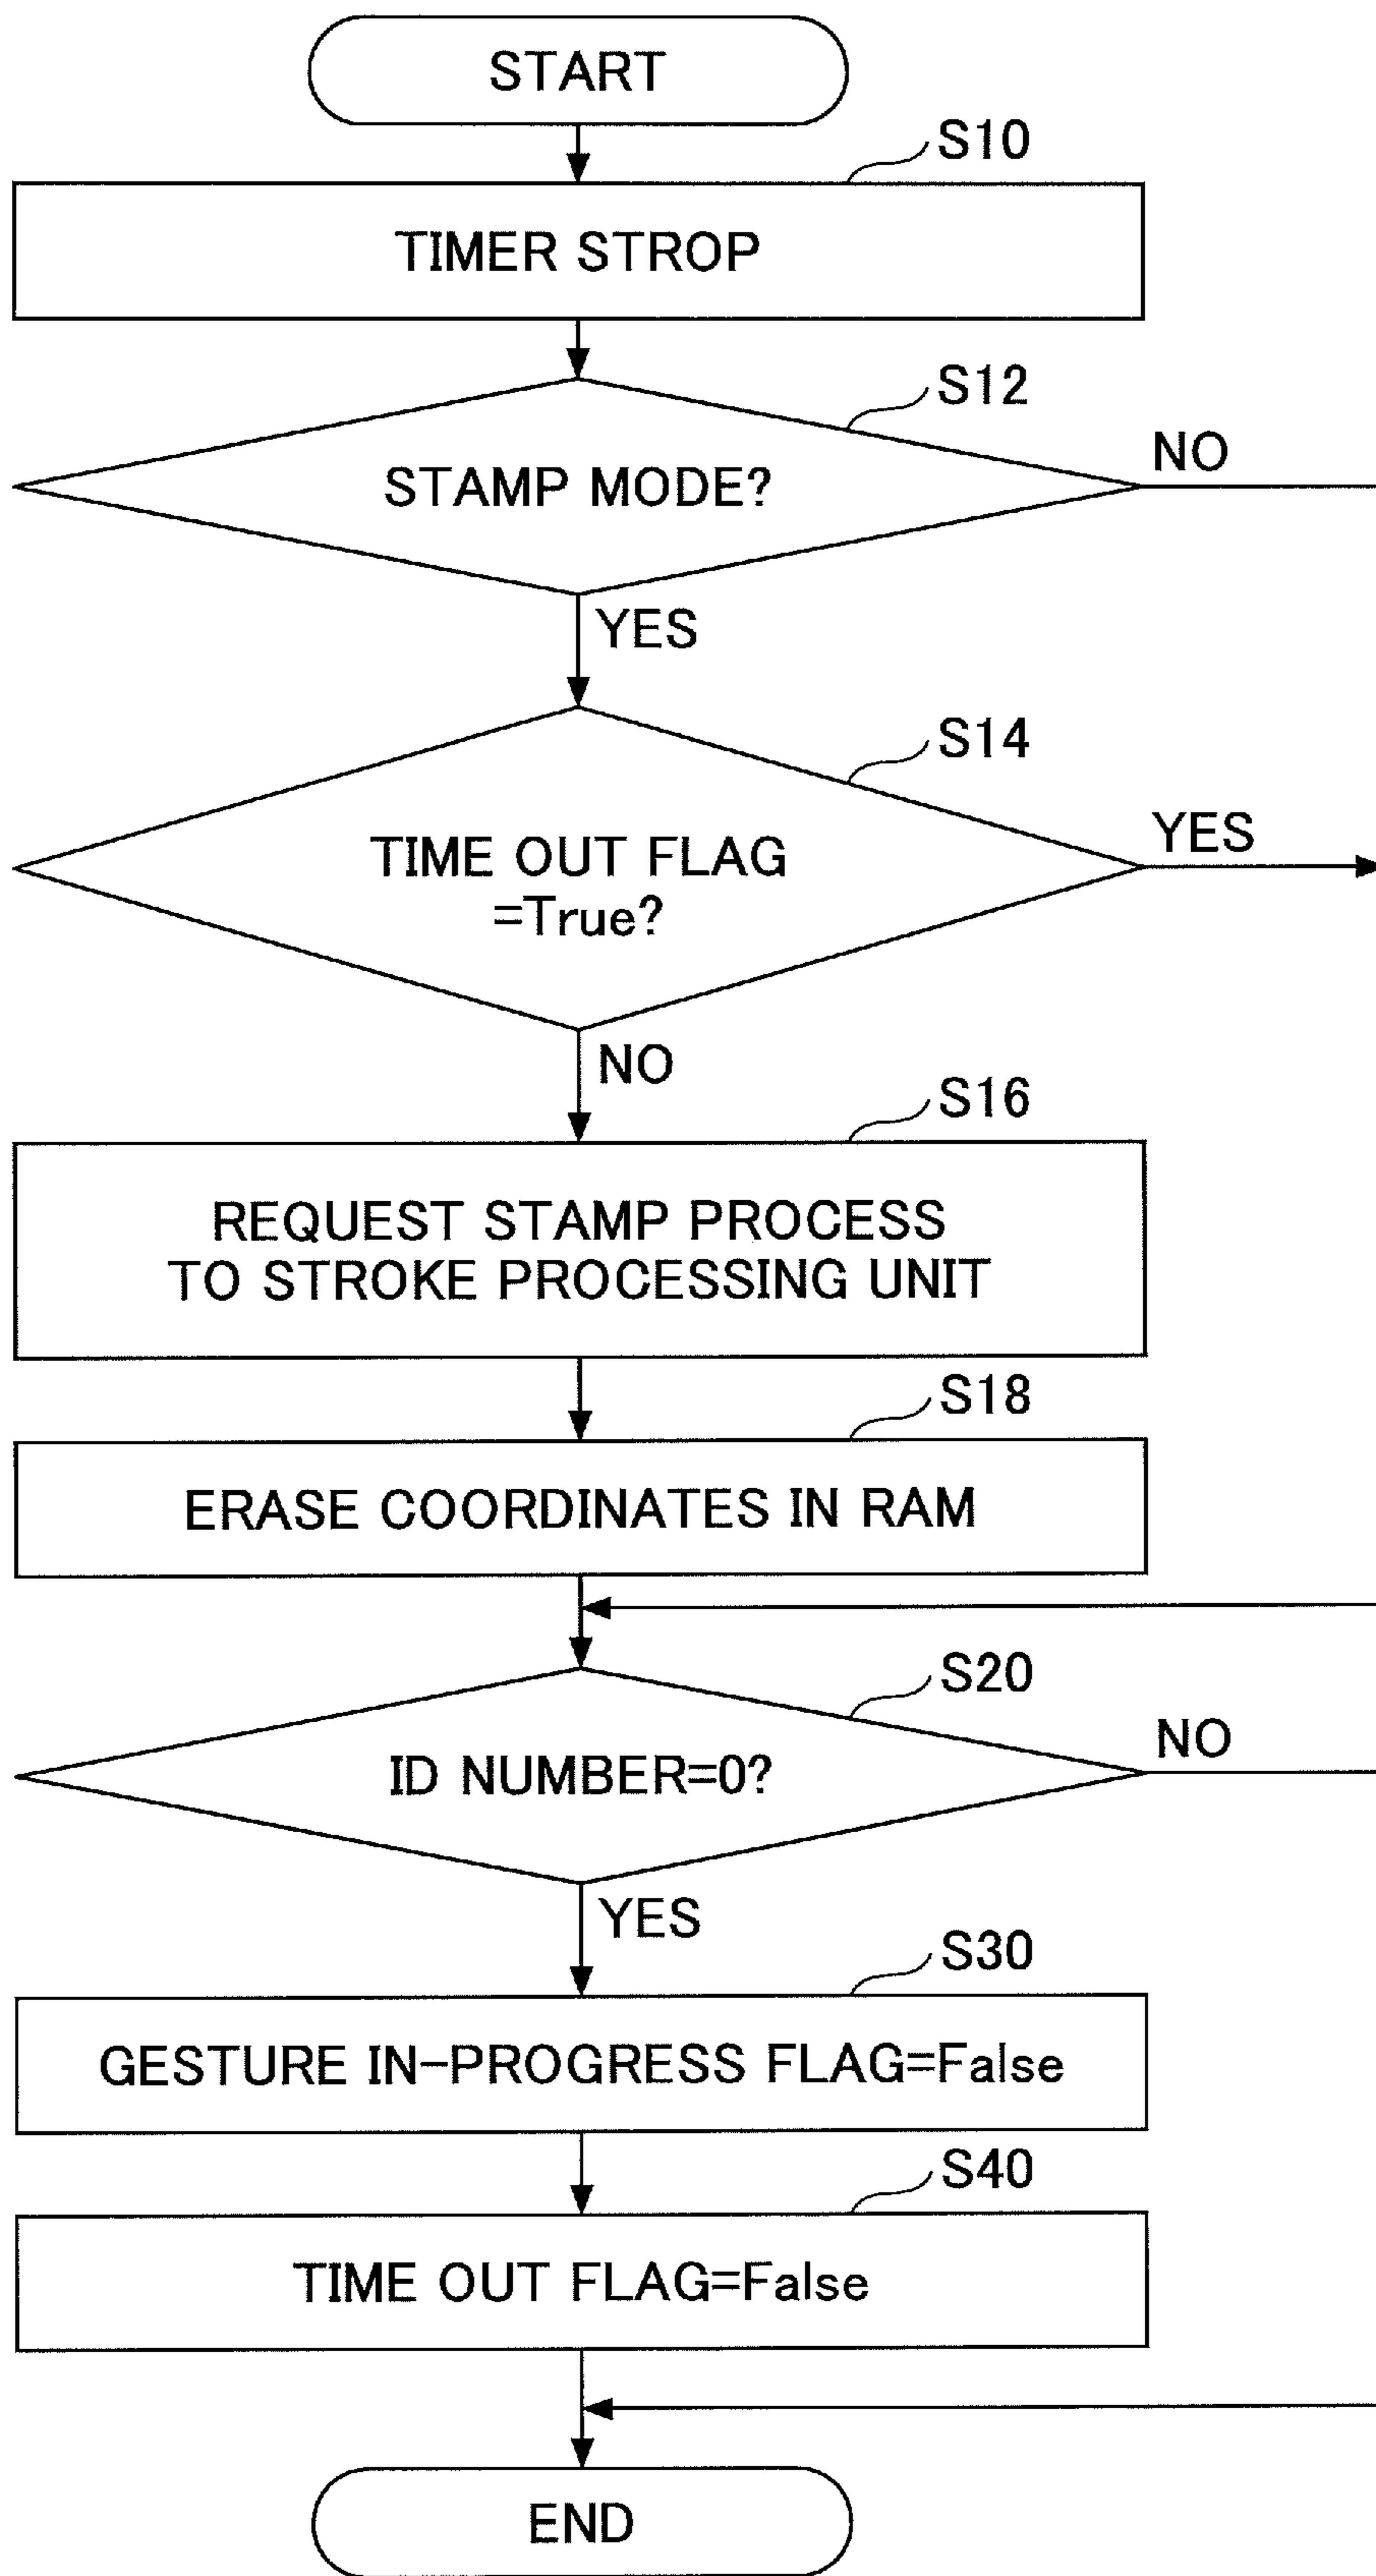 START
S10
TIMER STROP
S12
STAMP MODE?
NO
YES
S14
TIME OUT FLAG
=True?
YES
NO
S16
REQUEST STAMP PROCESS
TO STROKE PROCESSING UNIT
S18
ERASE COORDINATES IN RAM
S20
ID NUMBER=0?
NO
YES
S30
GESTURE IN-PROGRESS FLAG=False
S40
TIME OUT FLAG=False
END